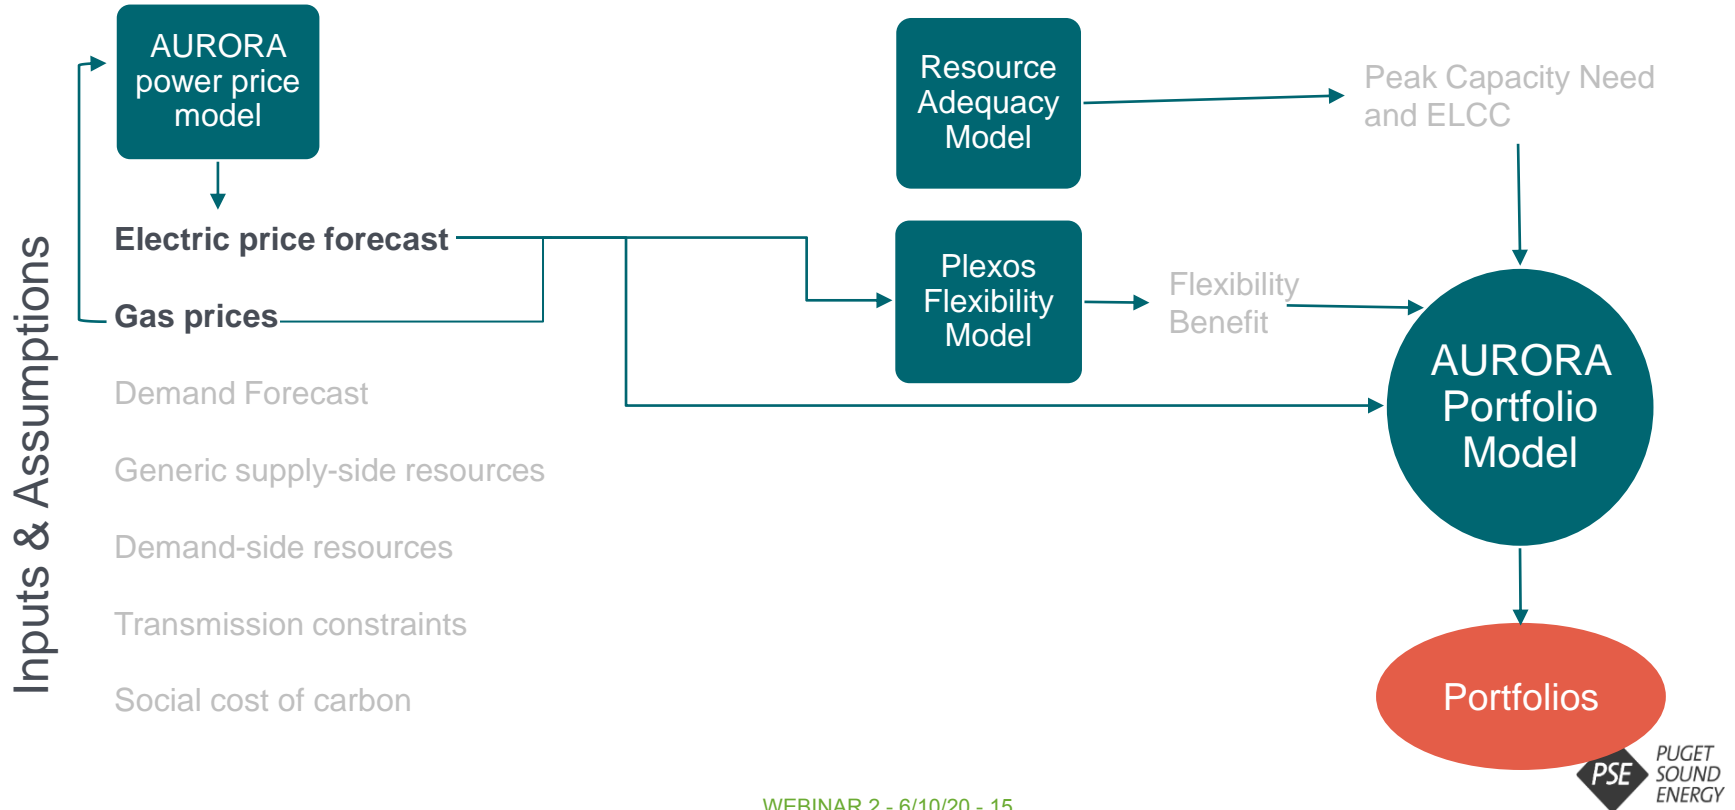 AURORA
power price
model
Electric price forecast
Gas prices
Demand Forecast
Generic supply-side resources
Demand-side resources
Transmission constraints
Social cost of carbon
Inputs & Assumptions
Resource
Adequacy
Model
Peak Capacity Need
and ELCC
Plexos
Flexibility
Model
Flexibility
Benefit
AURORA
Portfolio
Model
Portfolios
PSE
PUGET
SOUND
ENERGY
WEBINAR 2 - 6/10/20 - 15